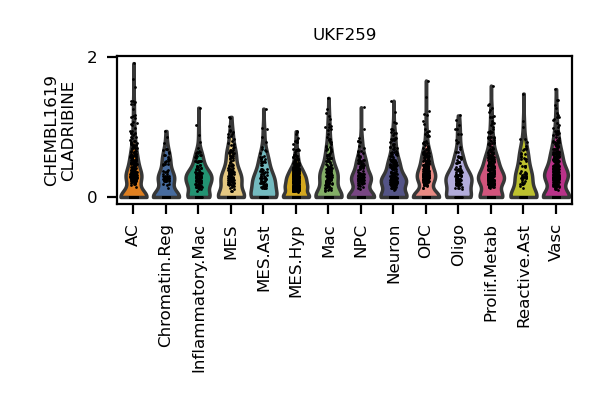 UKF259
CHEMBL1619
CLADRIBINE
2
0
AC
Chromatin.Reg
Inflammatory.Mac
MES
MES.Ast
MES.Hyp
Mac
NPC
Neuron
OPC
Oligo
Prolif.Metab
Reactive.Ast
Vasc